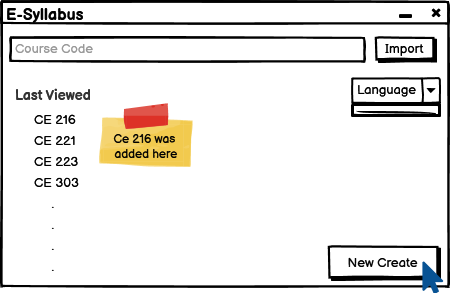 E-Syllabus
Course Code
Import
Language
Last Viewed
CE 216
CE 221
CE 223
CE 303
.
.
.
.
Ce 216 was
added here
New Create